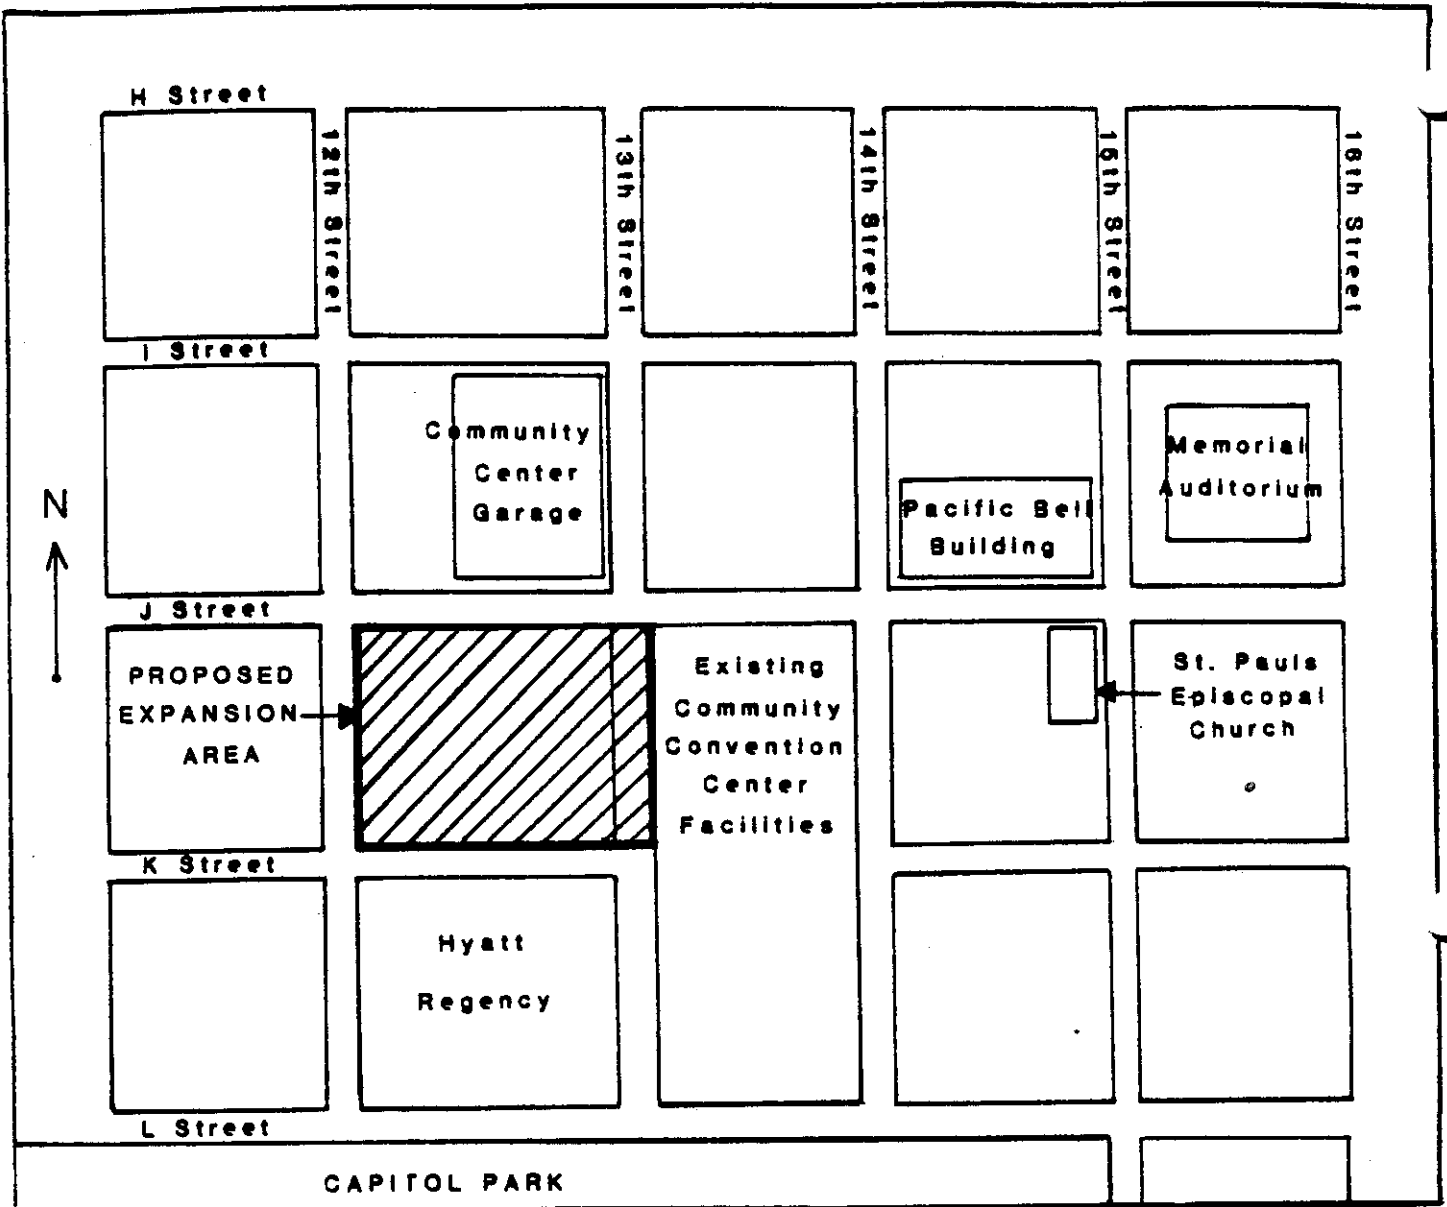 H Street
12th Street
13th Street
14th Street
15th Street
16th Street
I Street
Community
Center
Garage
Pacific Bell
Building
Memorial
Auditorium
N
J Street
PROPOSED
EXPANSION
AREA
Existing
Community
Convention
Center
Facilities
St. Pauls
Episcopal
Church
K Street
Hyatt
Regency
L Street
CAPITOL PARK